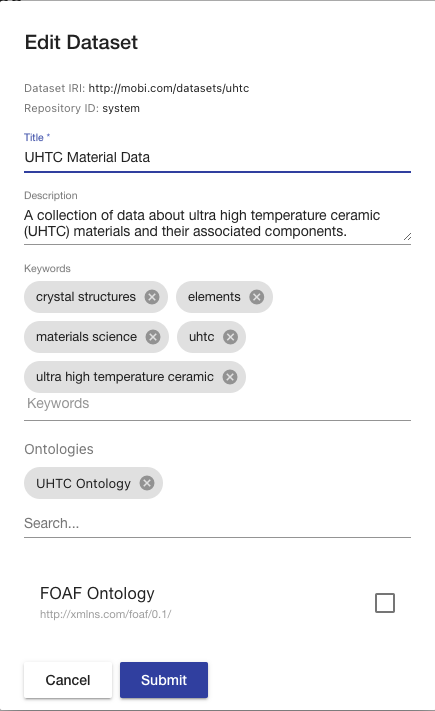 Edit Dataset
Dataset IRI: http://mobi.com/datasets/uhtc
Repository ID: system
Title *
UHTC Material Data
Description
A collection of data about ultra high temperature ceramic
(UHTC) materials and their associated components.
Keywords
crystal structures elements
materials science uhtc
ultra high temperature ceramic
Keywords
Ontologies
UHTC Ontology
Search...
FOAF Ontology
http://xmlns.com/foaf/0.1/
Cancel Submit